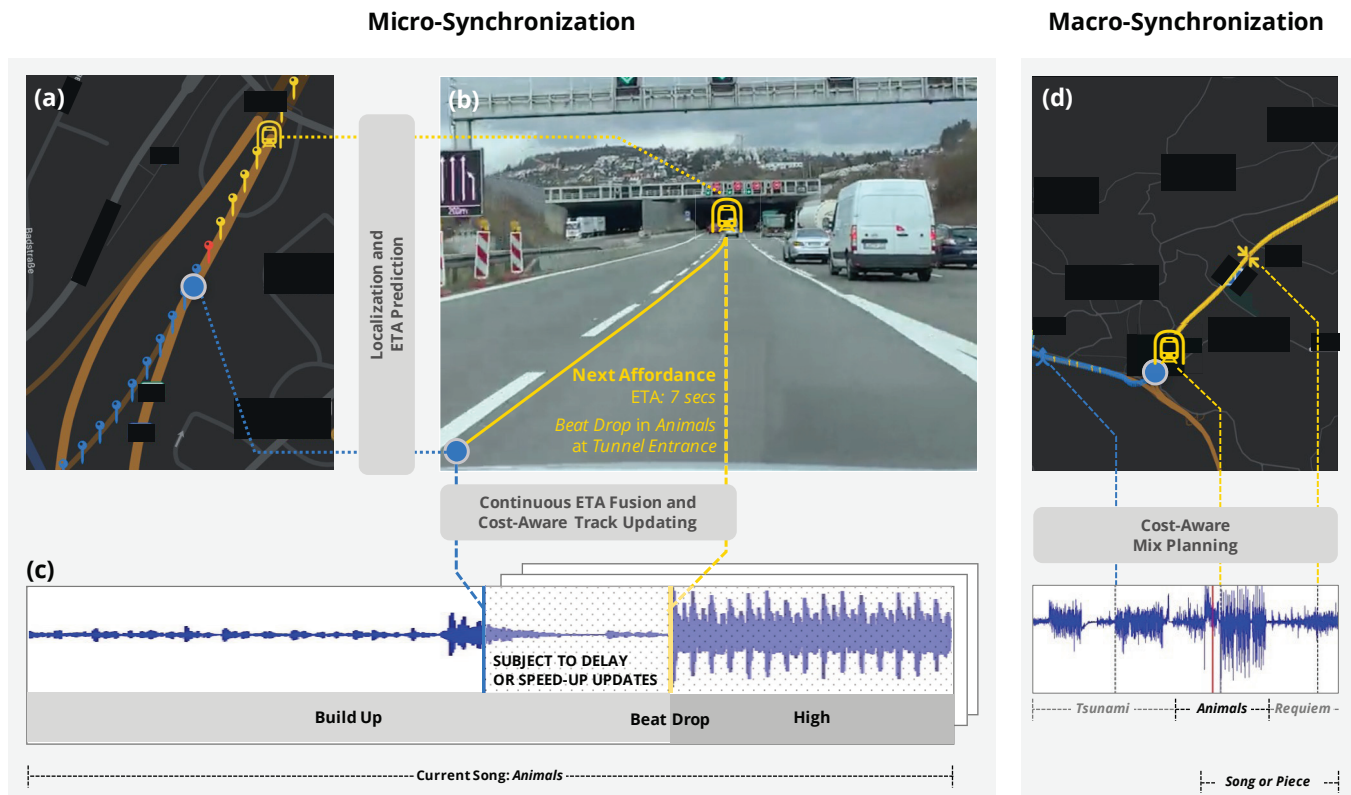 Micro-Synchronization
Macro-Synchronization
(a)
Badstraße
Localization and
ETA Prediction
(b)
200m
Next Affordance
ETA: 7 secs
Beat Drop in Animals
at Tunnel Entrance
Continuous ETA Fusion and
Cost-Aware Track Updating
(c)
SUBJECT TO DELAY
OR SPEED-UP UPDATES
Build Up
Beat Drop
High
Current Song: Animals
(d)
Cost-Aware
Mix Planning
Tsunami
Animals
Requiem
Song or Piece